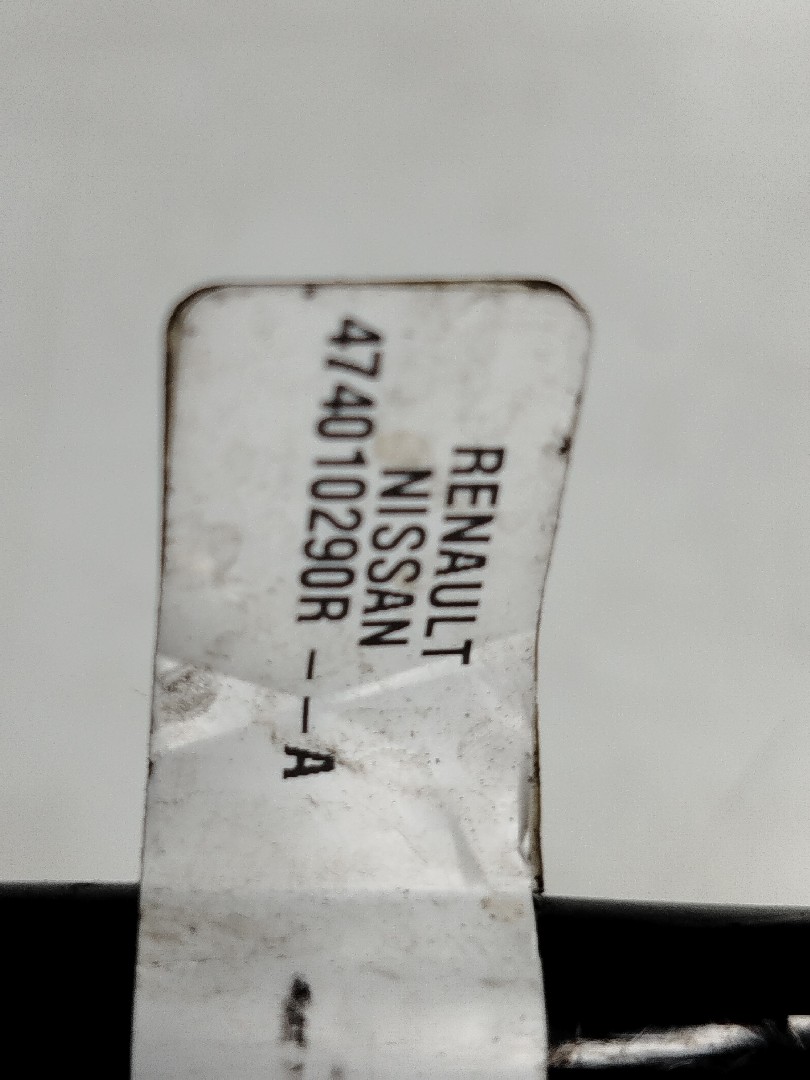 RENAULT
NISSAN
474010290R --A